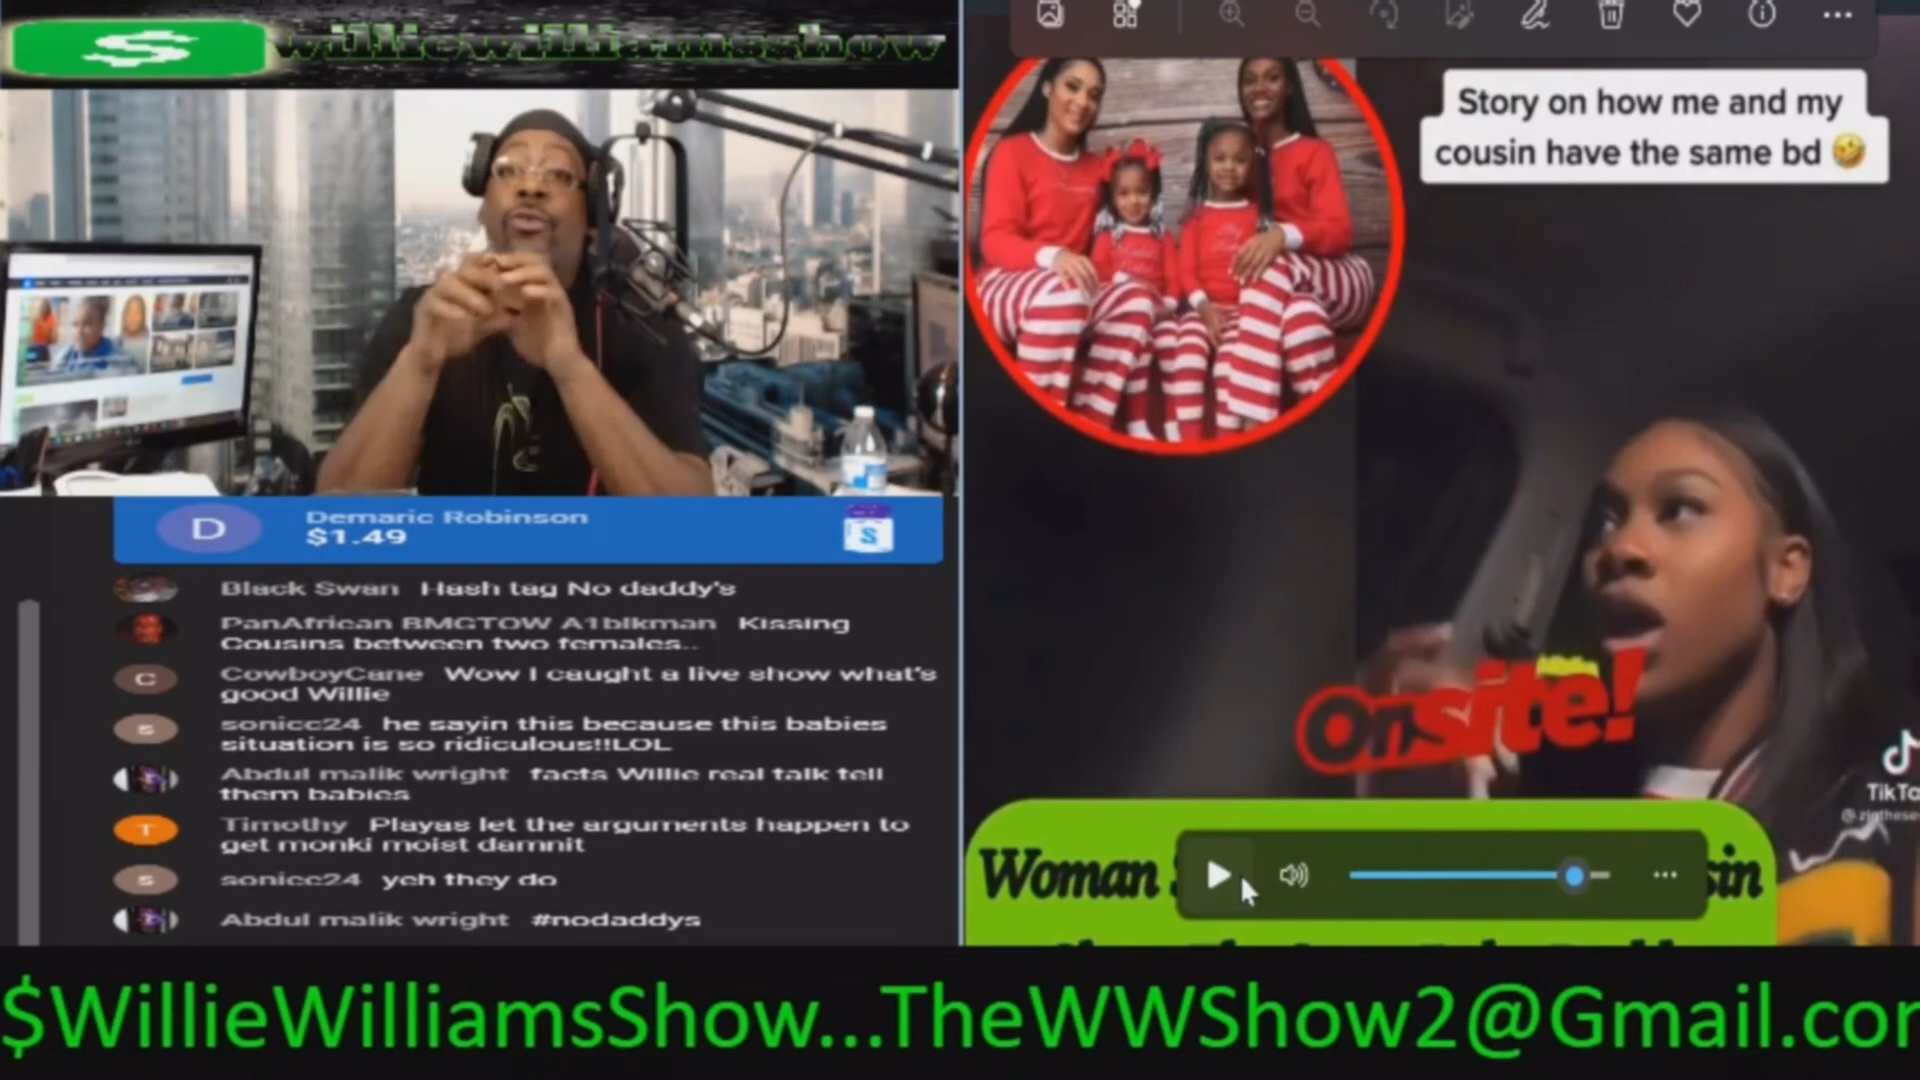 williewilliamsshow
D
Demaric Robinson
$1.49
S
Black Swan Hash tag No daddy's
PanAfrican BMGTOW A1blkman Kissing
Cousins between two females..
C
CowboyCane Wow I caught a live show what's
good Willie
s
sonicc24 he sayin this because this babies
situation is so ridiculous!!LOL
Abdul malik wright facts Willie real talk tell
them babies
T
Timothy Playas let the arguments happen to
get monki moist damnit
s
sonicc24 yeh they do
Abdul malik wright #nodaddys
Story on how me and my
cousin have the same bd 🤣
Onsite!
TikTo
Woman
sin
$WillieWilliamsShow...TheWWShow2@Gmail.cor